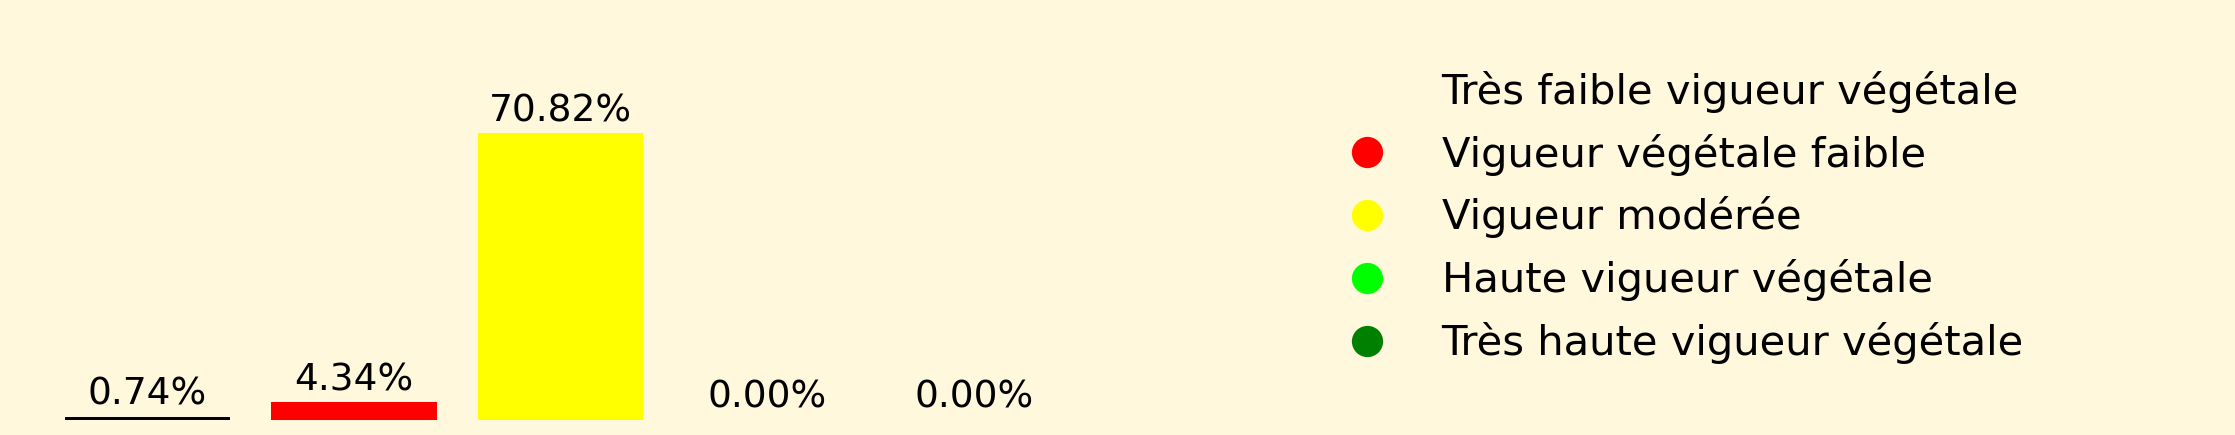 70.82%
4.34%
0.74%
0.00%
0.00%
Très faible vigueur végétale
Vigueur végétale faible
Vigueur modérée
Haute vigueur végétale
Très haute vigueur végétale